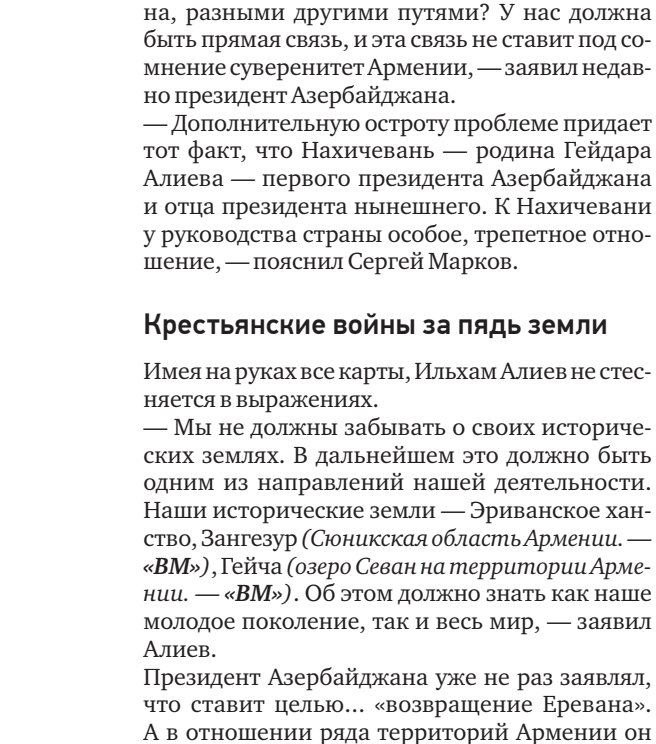 на, разными другими путями? У нас должна
быть прямая связь, и эта связь не ставит под со-
мнение суверенитет Армении, — заявил недав-
но президент Азербайджана.
— Дополнительную остроту проблеме придает
тот факт, что Нахичевань — родина Гейдара
Алиева — первого президента Азербайджана
и отца президента нынешнего. К Нахичевани
у руководства страны особое, трепетное отно-
шение, — пояснил Сергей Марков.
Крестьянские войны за пядь земли
Имея на руках все карты, Ильхам Алиев не стес-
няется в выражениях.
— Мы не должны забывать о своих историче-
ских землях. В дальнейшем это должно быть
одним из направлений нашей деятельности.
Наши исторические земли — Эриванское хан-
ство, Зангезур (Сюникская область Армении. —
«ВМ»), Гейча (озеро Севан на территории Арме-
нии. — «ВМ»). Об этом должно знать как наше
молодое поколение, так и весь мир, — заявил
Алиев.
Президент Азербайджана уже не раз заявлял,
что ставит целью... «возвращение Еревана».
А в отношении ряда территорий Армении он